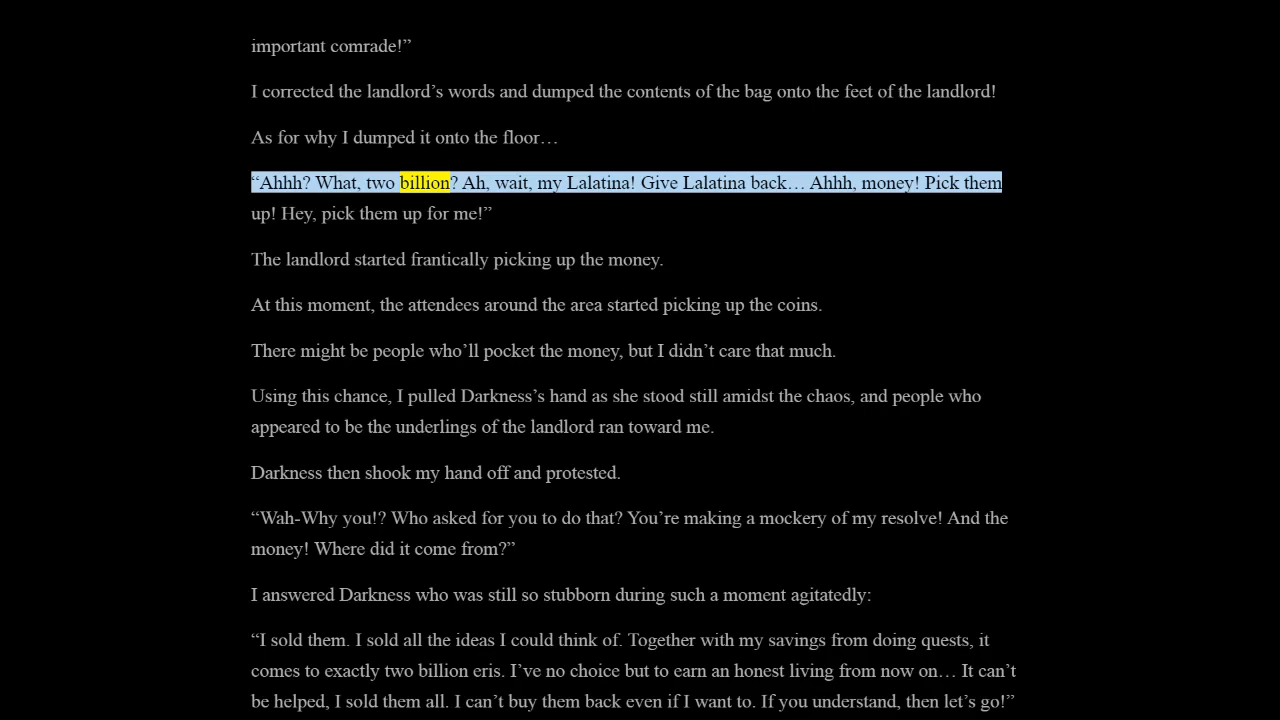 important comrade!”
I corrected the landlord’s words and dumped the contents of the bag onto the feet of the landlord!
As for why I dumped it onto the floor…
“Ahhh? What, two billion? Ah, wait, my Lalatina! Give Lalatina back… Ahhh, money! Pick them
up! Hey, pick them up for me!”
The landlord started frantically picking up the money.
At this moment, the attendees around the area started picking up the coins.
There might be people who’ll pocket the money, but I didn’t care that much.
Using this chance, I pulled Darkness’s hand as she stood still amidst the chaos, and people who
appeared to be the underlings of the landlord ran toward me.
Darkness then shook my hand off and protested.
“Wah-Why you!? Who asked for you to do that? You’re making a mockery of my resolve! And the
money! Where did it come from?”
I answered Darkness who was still so stubborn during such a moment agitatedly:
“I sold them. I sold all the ideas I could think of. Together with my savings from doing quests, it
comes to exactly two billion eris. I’ve no choice but to earn an honest living from now on… It can’t
be helped, I sold them all. I can’t buy them back even if I want to. If you understand, then let’s go!”